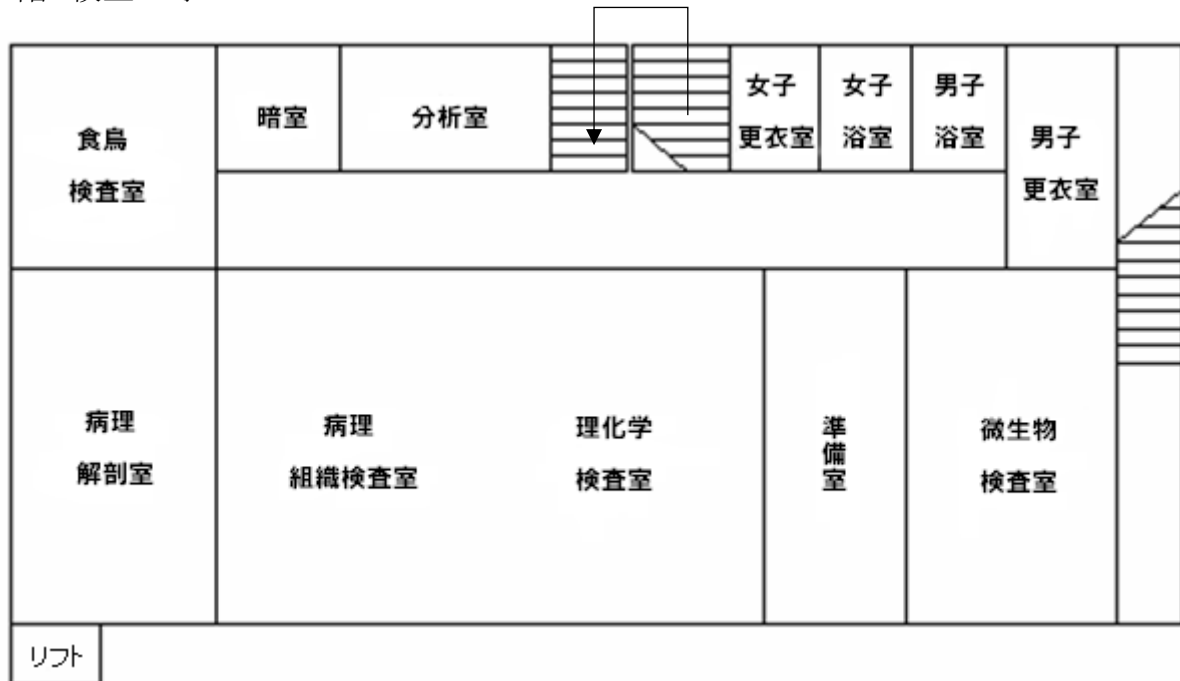 食鳥
検査室
暗室
分析室
女子
更衣室
女子
浴室
男子
浴室
男子
更衣室
病理
解剖室
病理
組織検査室
理化学
検査室
準備室
微生物
検査室
リフト